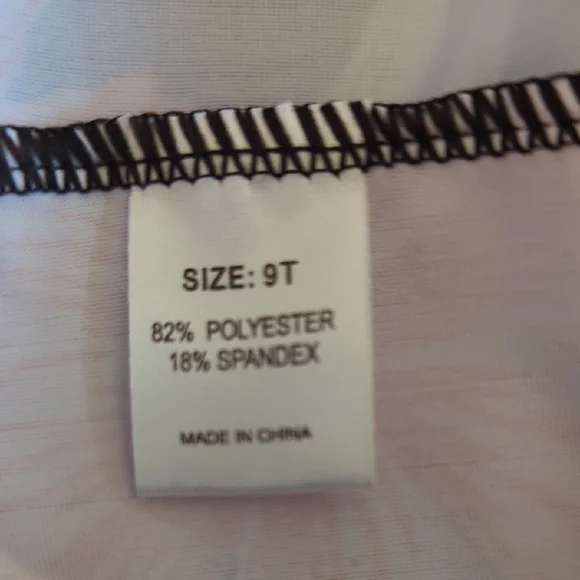 SIZE: 9T
82% POLYESTER
18% SPANDEX
MADE IN CHINA